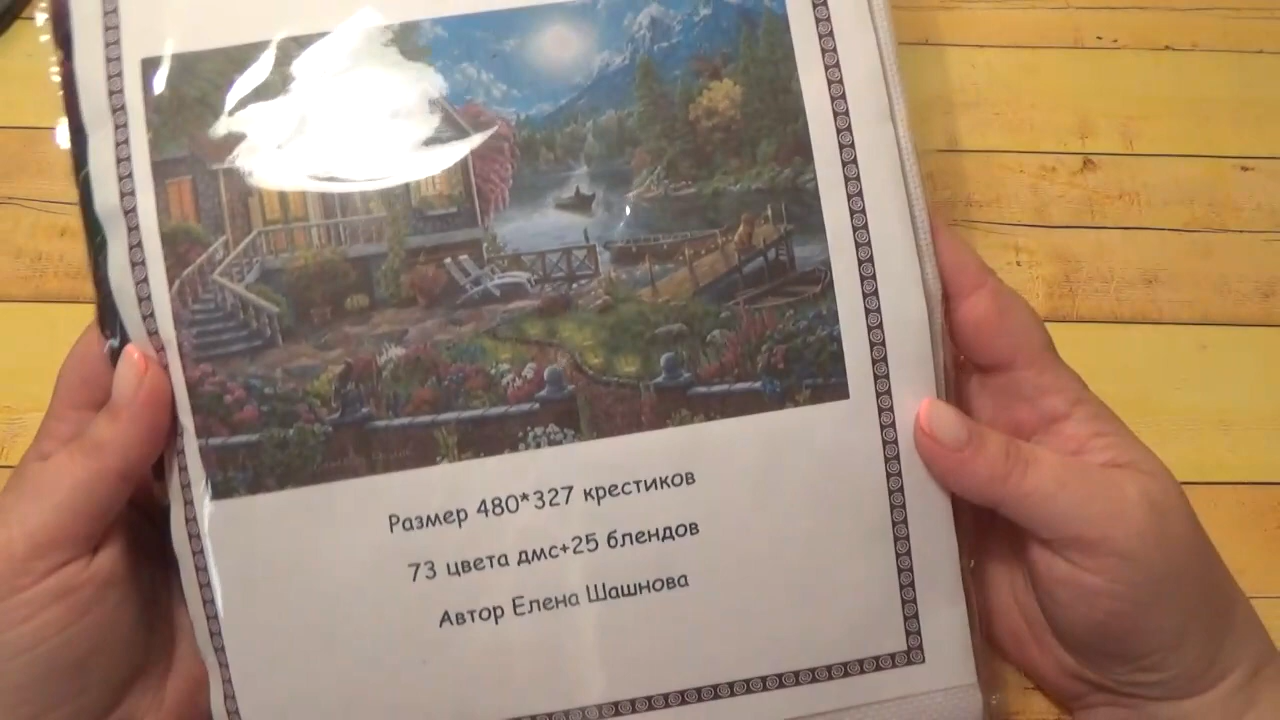 Размер 480*327 крестиков
73 цвета дмс+25 блендов
Автор Елена Шашнова